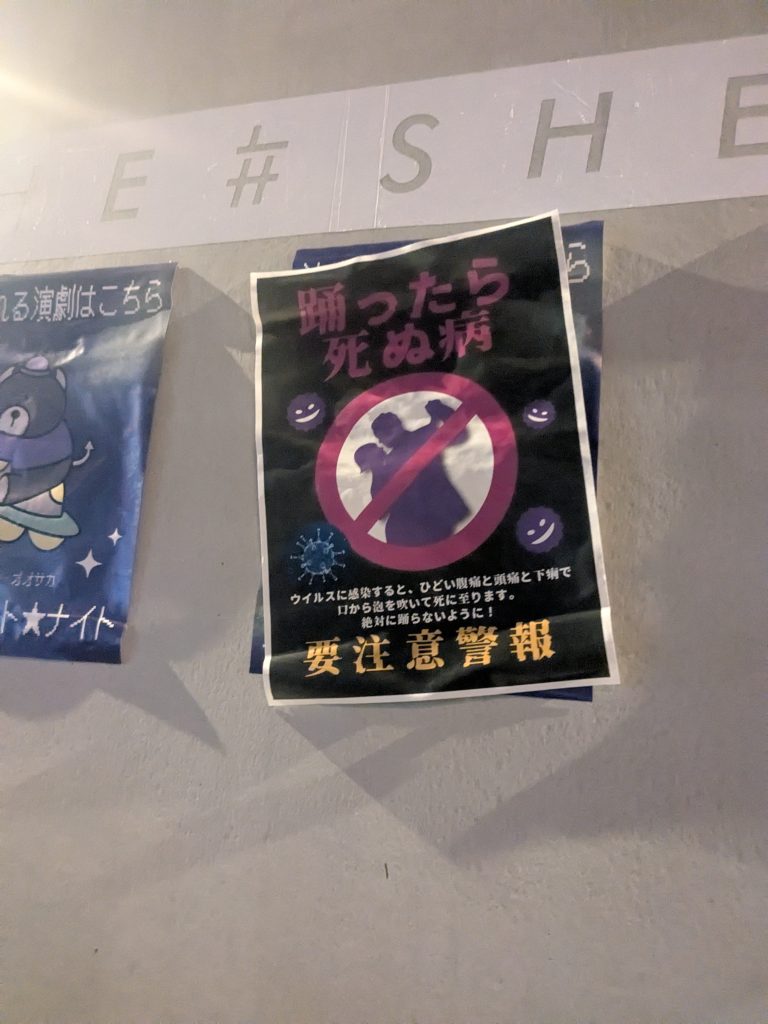 H E # S H E
れる演劇はこちら
オオサカ
ト★ナイト
ら
踊ったら
死ぬ病
ウイルスに感染すると、ひどい腹痛と頭痛と下痢で
口から泡を吹いて死に至ります。
絶対に踊らないように！
要注意警報